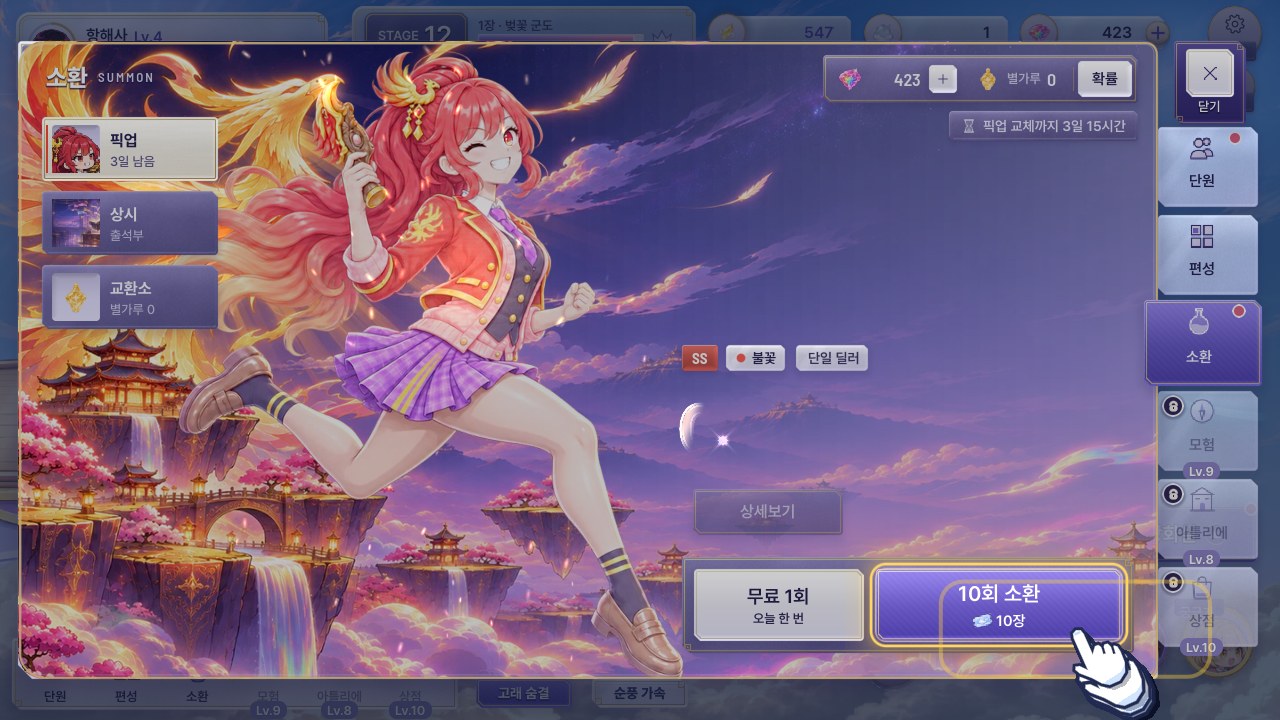 항해사 Lv.4
STAGE 12
1장 · 벚꽃 군도
547
1
423
소환 SUMMON
423
별가루 0
확률
픽업 교체까지 3일 15시간
픽업
3일 남음
상시
출석부
교환소
별가루 0
닫기
단원
편성
소환
모험
Lv.9
아틀리에
Lv.8
상점
Lv.10
SS
불꽃
단일 딜러
상세보기
무료 1회
오늘 한 번
10회 소환
10장
단원
편성
소환
모험
Lv.9
아틀리에
Lv.8
상점
Lv.10
고래 숨결
순풍 가속